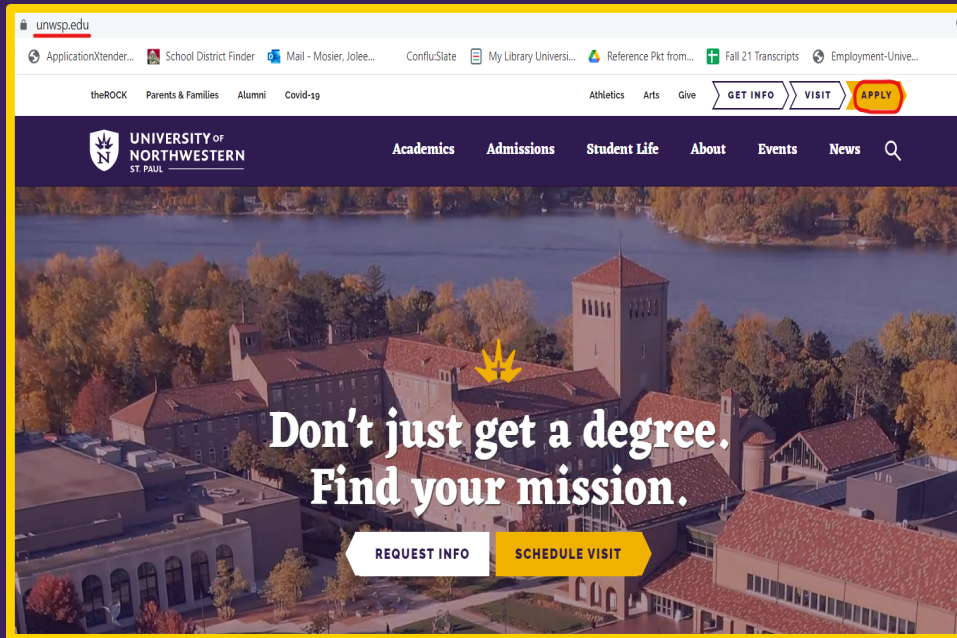 unwsp.edu
ApplicationXtender... School District Finder Mail - Mosier, Jolee... Conflu:Slate My Library Universi... Reference Pkt from... Fall 21 Transcripts Employment-Unive...
theROCK Parents & Families Alumni Covid-19 Athletics Arts Give GET INFO VISIT APPLY
UNIVERSITY OF
NORTHWESTERN
ST. PAUL
N
Academics Admissions Student Life About Events News
Don't just get a degree.
Find your mission.
REQUEST INFO SCHEDULE VISIT